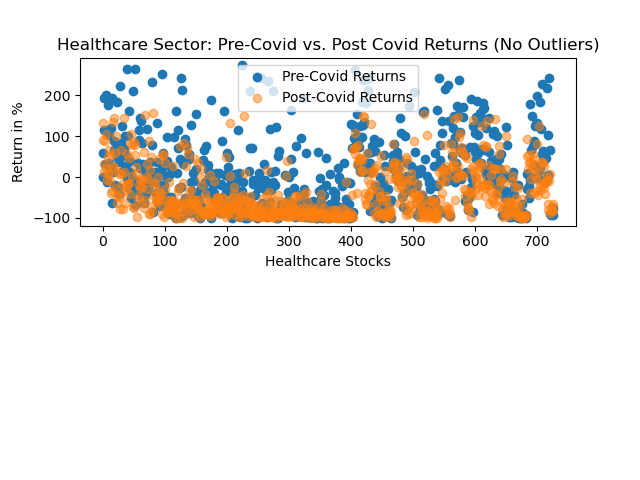 Healthcare Sector: Pre-Covid vs. Post Covid Returns (No Outliers)
Pre-Covid Returns
Post-Covid Returns
Return in %
200
100
0
−100
0 100 200 300 400 500 600 700
Healthcare Stocks